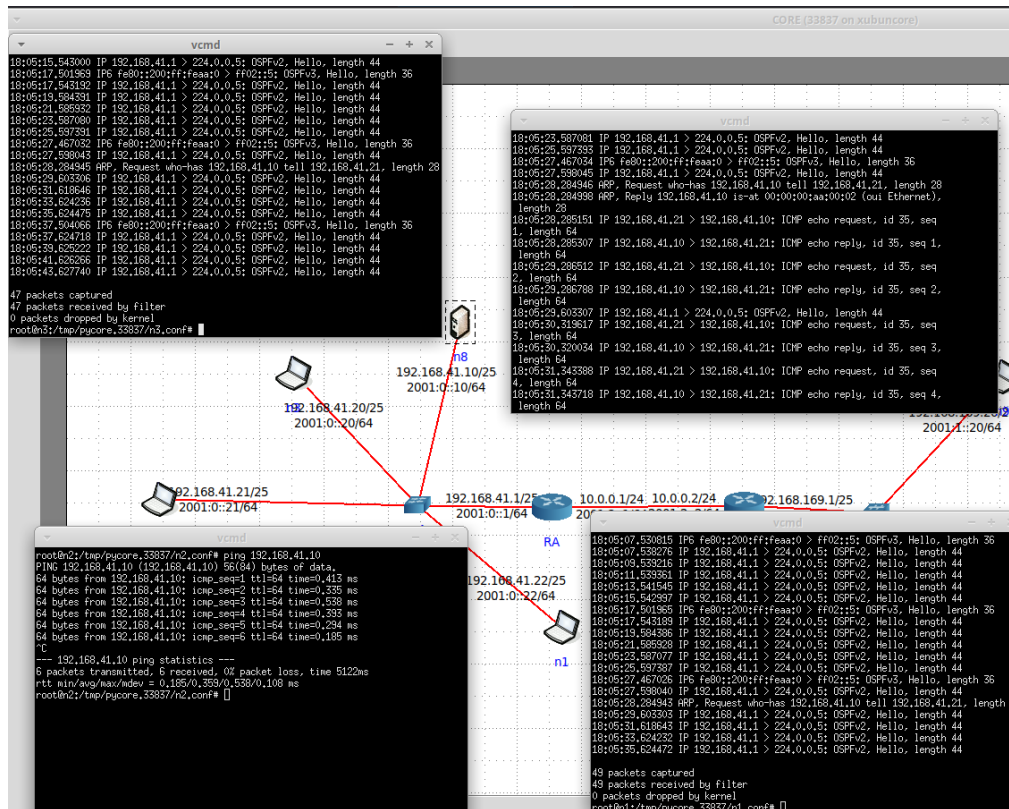 CORE (33837 on xubuncore)
vcmd
18:05:15.543000 IP 192.168.41.1 > 224.0.0.5: OSPFv2, Hello, length 44
18:05:17.501969 IP6 fe80::200:ff:feaa:0 > ff02::5: OSPFv3, Hello, length 36
18:05:17.543192 IP 192.168.41.1 > 224.0.0.5: OSPFv2, Hello, length 44
18:05:19.584391 IP 192.168.41.1 > 224.0.0.5: OSPFv2, Hello, length 44
18:05:21.585932 IP 192.168.41.1 > 224.0.0.5: OSPFv2, Hello, length 44
18:05:23.587080 IP 192.168.41.1 > 224.0.0.5: OSPFv2, Hello, length 44
18:05:25.597391 IP 192.168.41.1 > 224.0.0.5: OSPFv2, Hello, length 44
18:05:27.467032 IP6 fe80::200:ff:feaa:0 > ff02::5: OSPFv3, Hello, length 36
18:05:27.598043 IP 192.168.41.1 > 224.0.0.5: OSPFv2, Hello, length 44
18:05:28.284945 ARP, Request who-has 192.168.41.10 tell 192.168.41.21, length 28
18:05:29.603306 IP 192.168.41.1 > 224.0.0.5: OSPFv2, Hello, length 44
18:05:31.618646 IP 192.168.41.1 > 224.0.0.5: OSPFv2, Hello, length 44
18:05:33.624236 IP 192.168.41.1 > 224.0.0.5: OSPFv2, Hello, length 44
18:05:35.624475 IP 192.168.41.1 > 224.0.0.5: OSPFv2, Hello, length 44
18:05:37.504066 IP6 fe80::200:ff:feaa:0 > ff02::5: OSPFv3, Hello, length 36
18:05:37.624718 IP 192.168.41.1 > 224.0.0.5: OSPFv2, Hello, length 44
18:05:39.625222 IP 192.168.41.1 > 224.0.0.5: OSPFv2, Hello, length 44
18:05:41.626266 IP 192.168.41.1 > 224.0.0.5: OSPFv2, Hello, length 44
18:05:43.627740 IP 192.168.41.1 > 224.0.0.5: OSPFv2, Hello, length 44
47 packets captured
47 packets received by filter
0 packets dropped by kernel
root@n3:/tmp/pycore.33837/n3.conf#
vcmd
18:05:23.587081 IP 192.168.41.1 > 224.0.0.5: OSPFv2, Hello, length 44
18:05:25.597393 IP 192.168.41.1 > 224.0.0.5: OSPFv2, Hello, length 44
18:05:27.467034 IP6 fe80::200:ff:feaa:0 > ff02::5: OSPFv3, Hello, length 36
18:05:27.598045 IP 192.168.41.1 > 224.0.0.5: OSPFv2, Hello, length 44
18:05:28.284946 ARP, Request who-has 192.168.41.10 tell 192.168.41.21, length 28
18:05:28.284998 ARP, Reply 192.168.41.10 is-at 00:00:00:aa:00:02 (oui Ethernet),
length 28
18:05:28.285151 IP 192.168.41.21 > 192.168.41.10: ICMP echo request, id 35, seq
1, length 64
18:05:28.285307 IP 192.168.41.10 > 192.168.41.21: ICMP echo reply, id 35, seq 1,
length 64
18:05:29.286512 IP 192.168.41.21 > 192.168.41.10: ICMP echo request, id 35, seq
2, length 64
18:05:29.286788 IP 192.168.41.10 > 192.168.41.21: ICMP echo reply, id 35, seq 2,
length 64
18:05:29.603307 IP 192.168.41.1 > 224.0.0.5: OSPFv2, Hello, length 44
18:05:30.319617 IP 192.168.41.21 > 192.168.41.10: ICMP echo request, id 35, seq
3, length 64
18:05:30.320034 IP 192.168.41.10 > 192.168.41.21: ICMP echo reply, id 35, seq 3,
length 64
18:05:31.343388 IP 192.168.41.21 > 192.168.41.10: ICMP echo request, id 35, seq
4, length 64
18:05:31.343718 IP 192.168.41.10 > 192.168.41.21: ICMP echo reply, id 35, seq 4,
length 64
n8
192.168.41.10/25
2001:0::10/64
192.168.41.20/25
2001:0::20/64
2001:1::20/64
192.168.41.21/25
2001:0::21/64
192.168.41.1/25
2001:0::1/64
10.0.0.1/24
10.0.0.2/24
192.168.169.1/25
RA
192.168.41.22/25
2001:0::22/64
n1
vcmd
root@n2:/tmp/pycore.33837/n2.conf# ping 192.168.41.10
PING 192.168.41.10 (192.168.41.10) 56(84) bytes of data.
64 bytes from 192.168.41.10: icmp_seq=1 ttl=64 time=0.413 ms
64 bytes from 192.168.41.10: icmp_seq=2 ttl=64 time=0.335 ms
64 bytes from 192.168.41.10: icmp_seq=3 ttl=64 time=0.538 ms
64 bytes from 192.168.41.10: icmp_seq=4 ttl=64 time=0.393 ms
64 bytes from 192.168.41.10: icmp_seq=5 ttl=64 time=0.294 ms
64 bytes from 192.168.41.10: icmp_seq=6 ttl=64 time=0.185 ms
^C
--- 192.168.41.10 ping statistics ---
6 packets transmitted, 6 received, 0% packet loss, time 5122ms
rtt min/avg/max/mdev = 0.185/0.359/0.538/0.108 ms
root@n2:/tmp/pycore.33837/n2.conf#
vcmd
18:05:07.530815 IP6 fe80::200:ff:feaa:0 > ff02::5: OSPFv3, Hello, length 36
18:05:07.538276 IP 192.168.41.1 > 224.0.0.5: OSPFv2, Hello, length 44
18:05:09.539216 IP 192.168.41.1 > 224.0.0.5: OSPFv2, Hello, length 44
18:05:11.539361 IP 192.168.41.1 > 224.0.0.5: OSPFv2, Hello, length 44
18:05:13.541545 IP 192.168.41.1 > 224.0.0.5: OSPFv2, Hello, length 44
18:05:15.542997 IP 192.168.41.1 > 224.0.0.5: OSPFv2, Hello, length 44
18:05:17.501965 IP6 fe80::200:ff:feaa:0 > ff02::5: OSPFv3, Hello, length 36
18:05:17.543189 IP 192.168.41.1 > 224.0.0.5: OSPFv2, Hello, length 44
18:05:19.584386 IP 192.168.41.1 > 224.0.0.5: OSPFv2, Hello, length 44
18:05:21.585928 IP 192.168.41.1 > 224.0.0.5: OSPFv2, Hello, length 44
18:05:23.587077 IP 192.168.41.1 > 224.0.0.5: OSPFv2, Hello, length 44
18:05:25.597387 IP 192.168.41.1 > 224.0.0.5: OSPFv2, Hello, length 44
18:05:27.467026 IP6 fe80::200:ff:feaa:0 > ff02::5: OSPFv3, Hello, length 36
18:05:27.598040 IP 192.168.41.1 > 224.0.0.5: OSPFv2, Hello, length 44
18:05:28.284943 ARP, Request who-has 192.168.41.10 tell 192.168.41.21, length
18:05:29.603303 IP 192.168.41.1 > 224.0.0.5: OSPFv2, Hello, length 44
18:05:31.618643 IP 192.168.41.1 > 224.0.0.5: OSPFv2, Hello, length 44
18:05:33.624232 IP 192.168.41.1 > 224.0.0.5: OSPFv2, Hello, length 44
18:05:35.624472 IP 192.168.41.1 > 224.0.0.5: OSPFv2, Hello, length 44
49 packets captured
49 packets received by filter
0 packets dropped by kernel
root@n1:/tmp/pycore.33837/n1.conf#